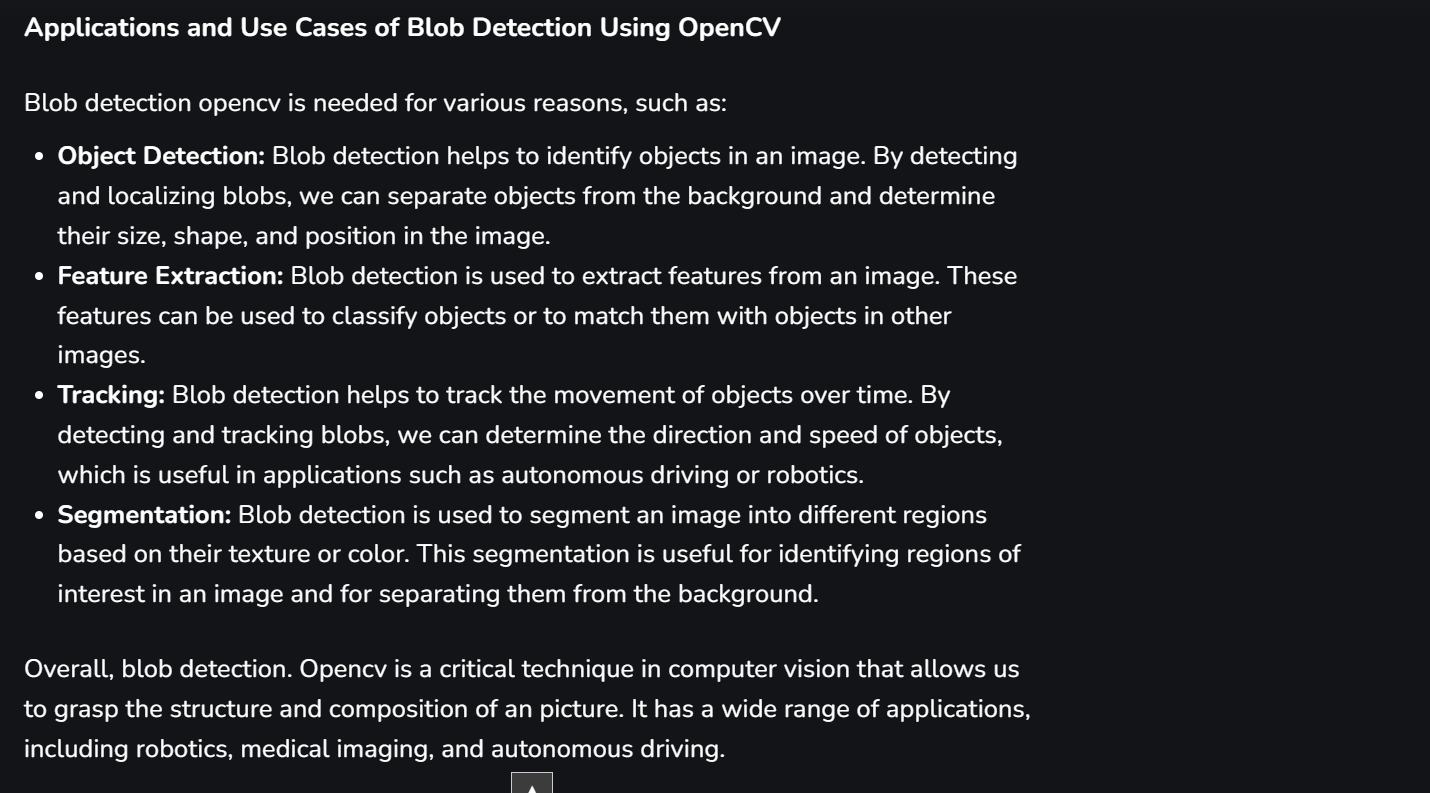 Applications and Use Cases of Blob Detection Using OpenCV
Blob detection opencv is needed for various reasons, such as:
• Object Detection: Blob detection helps to identify objects in an image. By detecting
and localizing blobs, we can separate objects from the background and determine
their size, shape, and position in the image.
• Feature Extraction: Blob detection is used to extract features from an image. These
features can be used to classify objects or to match them with objects in other
images.
• Tracking: Blob detection helps to track the movement of objects over time. By
detecting and tracking blobs, we can determine the direction and speed of objects,
which is useful in applications such as autonomous driving or robotics.
• Segmentation: Blob detection is used to segment an image into different regions
based on their texture or color. This segmentation is useful for identifying regions of
interest in an image and for separating them from the background.
Overall, blob detection. Opencv is a critical technique in computer vision that allows us
to grasp the structure and composition of an picture. It has a wide range of applications,
including robotics, medical imaging, and autonomous driving.